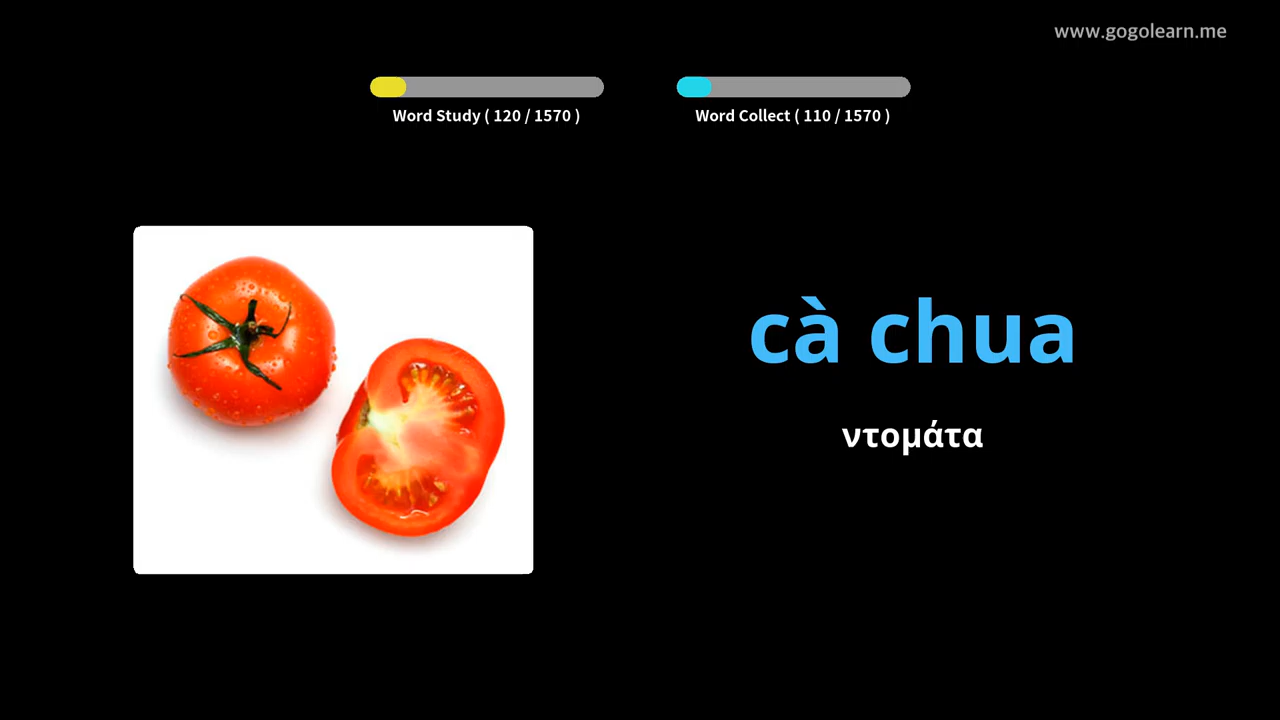 www.gogolearn.me
Word Study ( 120 / 1570 )
Word Collect ( 110 / 1570 )
cà chua
ντομάτα